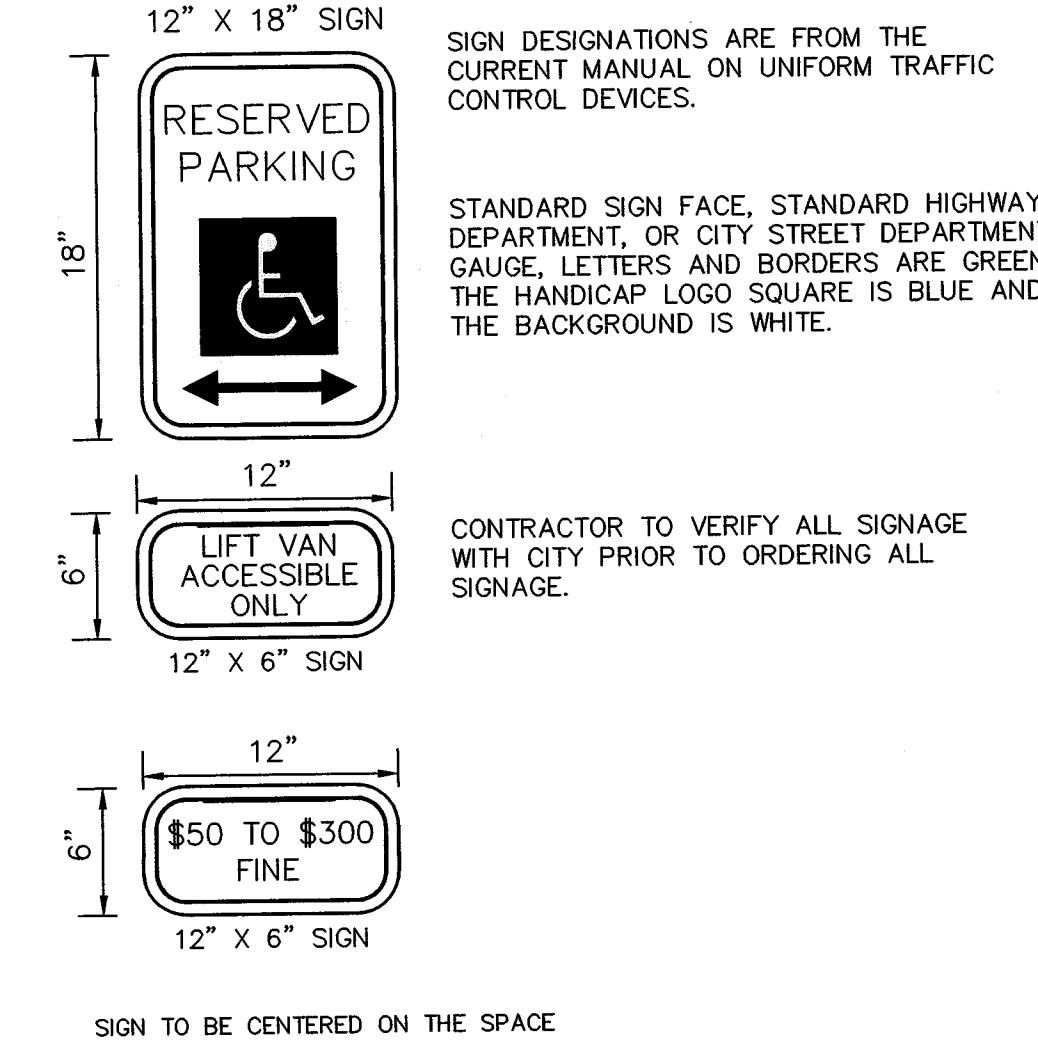 12” X 18” SIGN
RESERVED
PARKING
18”
SIGN DESIGNATIONS ARE FROM THE
CURRENT MANUAL ON UNIFORM TRAFFIC
CONTROL DEVICES.
STANDARD SIGN FACE, STANDARD HIGHWAY
DEPARTMENT, OR CITY STREET DEPARTMENT
GAUGE, LETTERS AND BORDERS ARE GREEN
THE HANDICAP LOGO SQUARE IS BLUE AND
THE BACKGROUND IS WHITE.
12”
6”
LIFT VAN
ACCESSIBLE
ONLY
12” X 6” SIGN
CONTRACTOR TO VERIFY ALL SIGNAGE
WITH CITY PRIOR TO ORDERING ALL
SIGNAGE.
12”
6”
$50 TO $300
FINE
12” X 6” SIGN
SIGN TO BE CENTERED ON THE SPACE